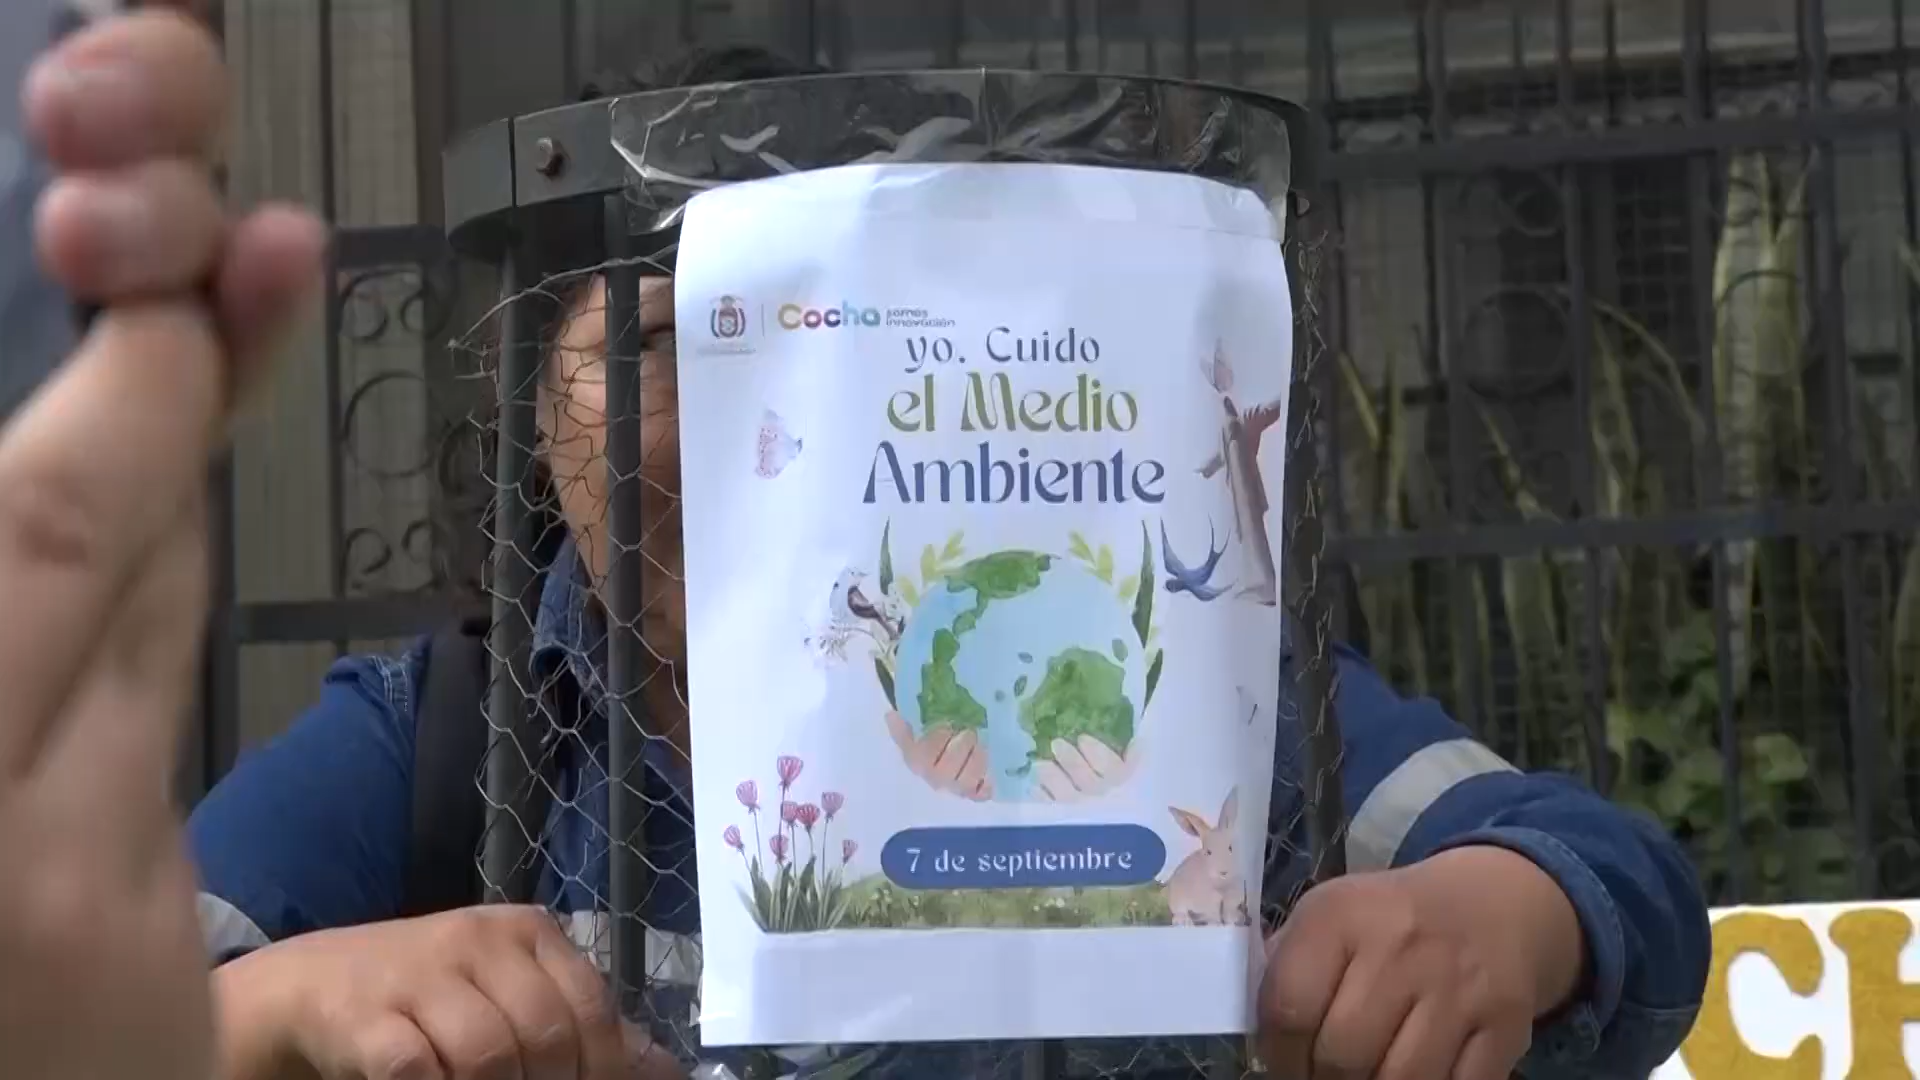 Cocha somos innovación
yo. Cuido
el Medio
Ambiente
7 de septiembre
CH